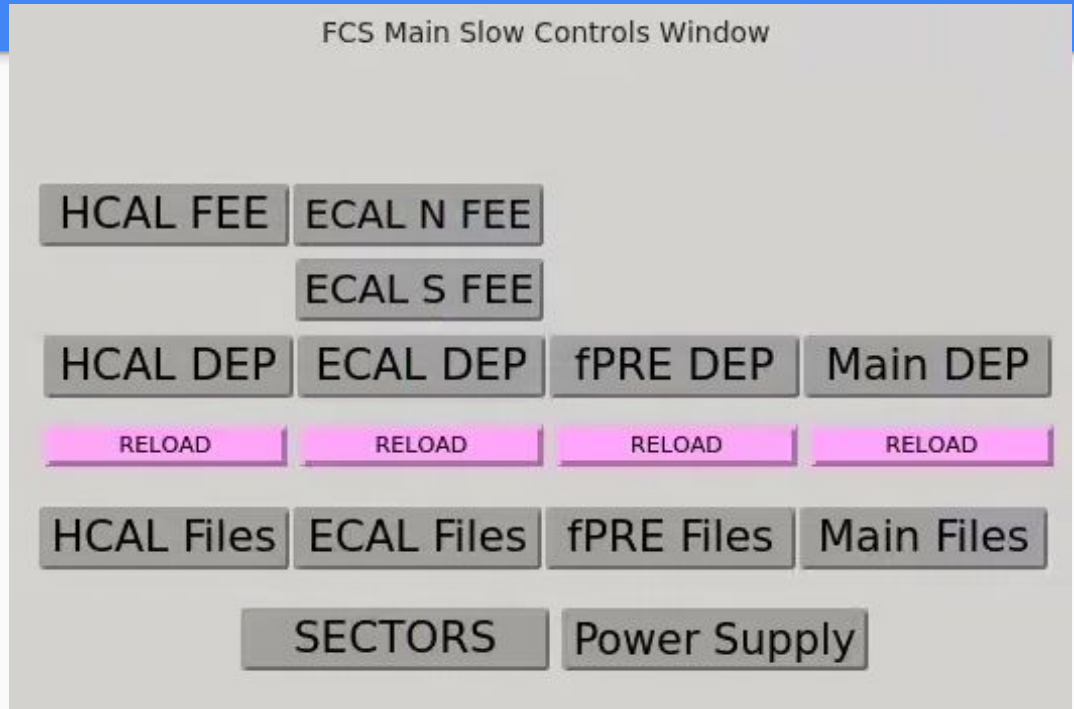 FCS Main Slow Controls Window
HCAL FEE ECAL N FEE
ECAL S FEE
HCAL DEP ECAL DEP fPRE DEP Main DEP
RELOAD RELOAD RELOAD RELOAD
HCAL Files ECAL Files fPRE Files Main Files
SECTORS Power Supply